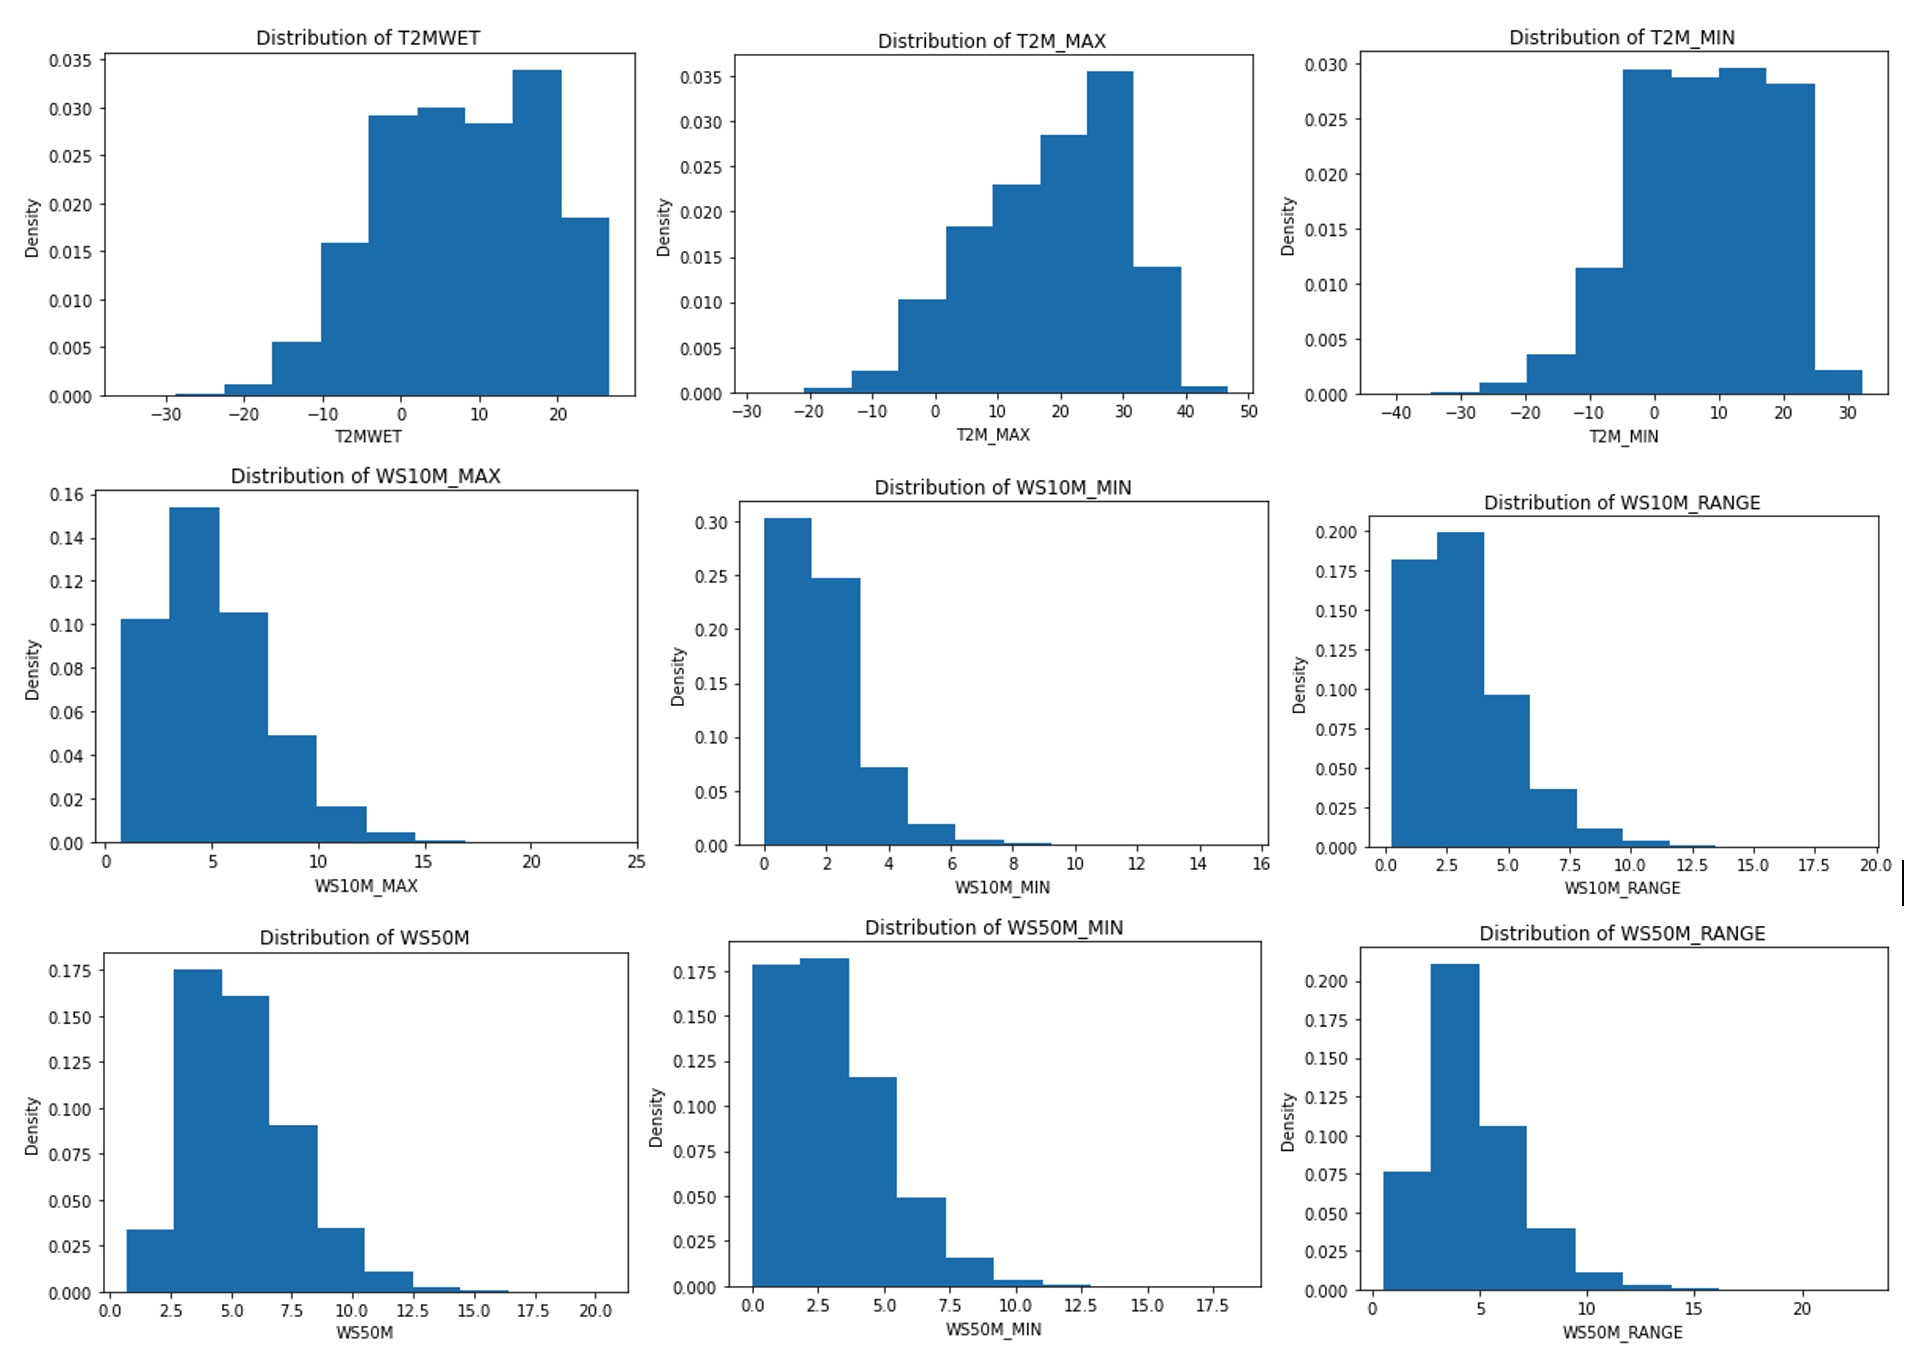 Distribution of T2MWET
0.035
0.030
0.025
0.020
0.015
0.010
0.005
0.000
Density
−30 −20 −10 0 10 20
T2MWET
Distribution of T2M_MAX
0.035
0.030
0.025
0.020
0.015
0.010
0.005
0.000
Density
−30 −20 −10 0 10 20 30 40 50
T2M_MAX
Distribution of T2M_MIN
0.030
0.025
0.020
0.015
0.010
0.005
0.000
Density
−40 −30 −20 −10 0 10 20 30
T2M_MIN
Distribution of WS10M_MAX
0.16
0.14
0.12
0.10
0.08
0.06
0.04
0.02
0.00
Density
0 5 10 15 20 25
WS10M_MAX
Distribution of WS10M_MIN
0.30
0.25
0.20
0.15
0.10
0.05
0.00
Density
0 2 4 6 8 10 12 14 16
WS10M_MIN
Distribution of WS10M_RANGE
0.200
0.175
0.150
0.125
0.100
0.075
0.050
0.025
0.000
Density
0.0 2.5 5.0 7.5 10.0 12.5 15.0 17.5 20.0
WS10M_RANGE
Distribution of WS50M
0.175
0.150
0.125
0.100
0.075
0.050
0.025
0.000
Density
0.0 2.5 5.0 7.5 10.0 12.5 15.0 17.5 20.0
WS50M
Distribution of WS50M_MIN
0.175
0.150
0.125
0.100
0.075
0.050
0.025
0.000
Density
0.0 2.5 5.0 7.5 10.0 12.5 15.0 17.5
WS50M_MIN
Distribution of WS50M_RANGE
0.200
0.175
0.150
0.125
0.100
0.075
0.050
0.025
0.000
Density
0 5 10 15 20
WS50M_RANGE